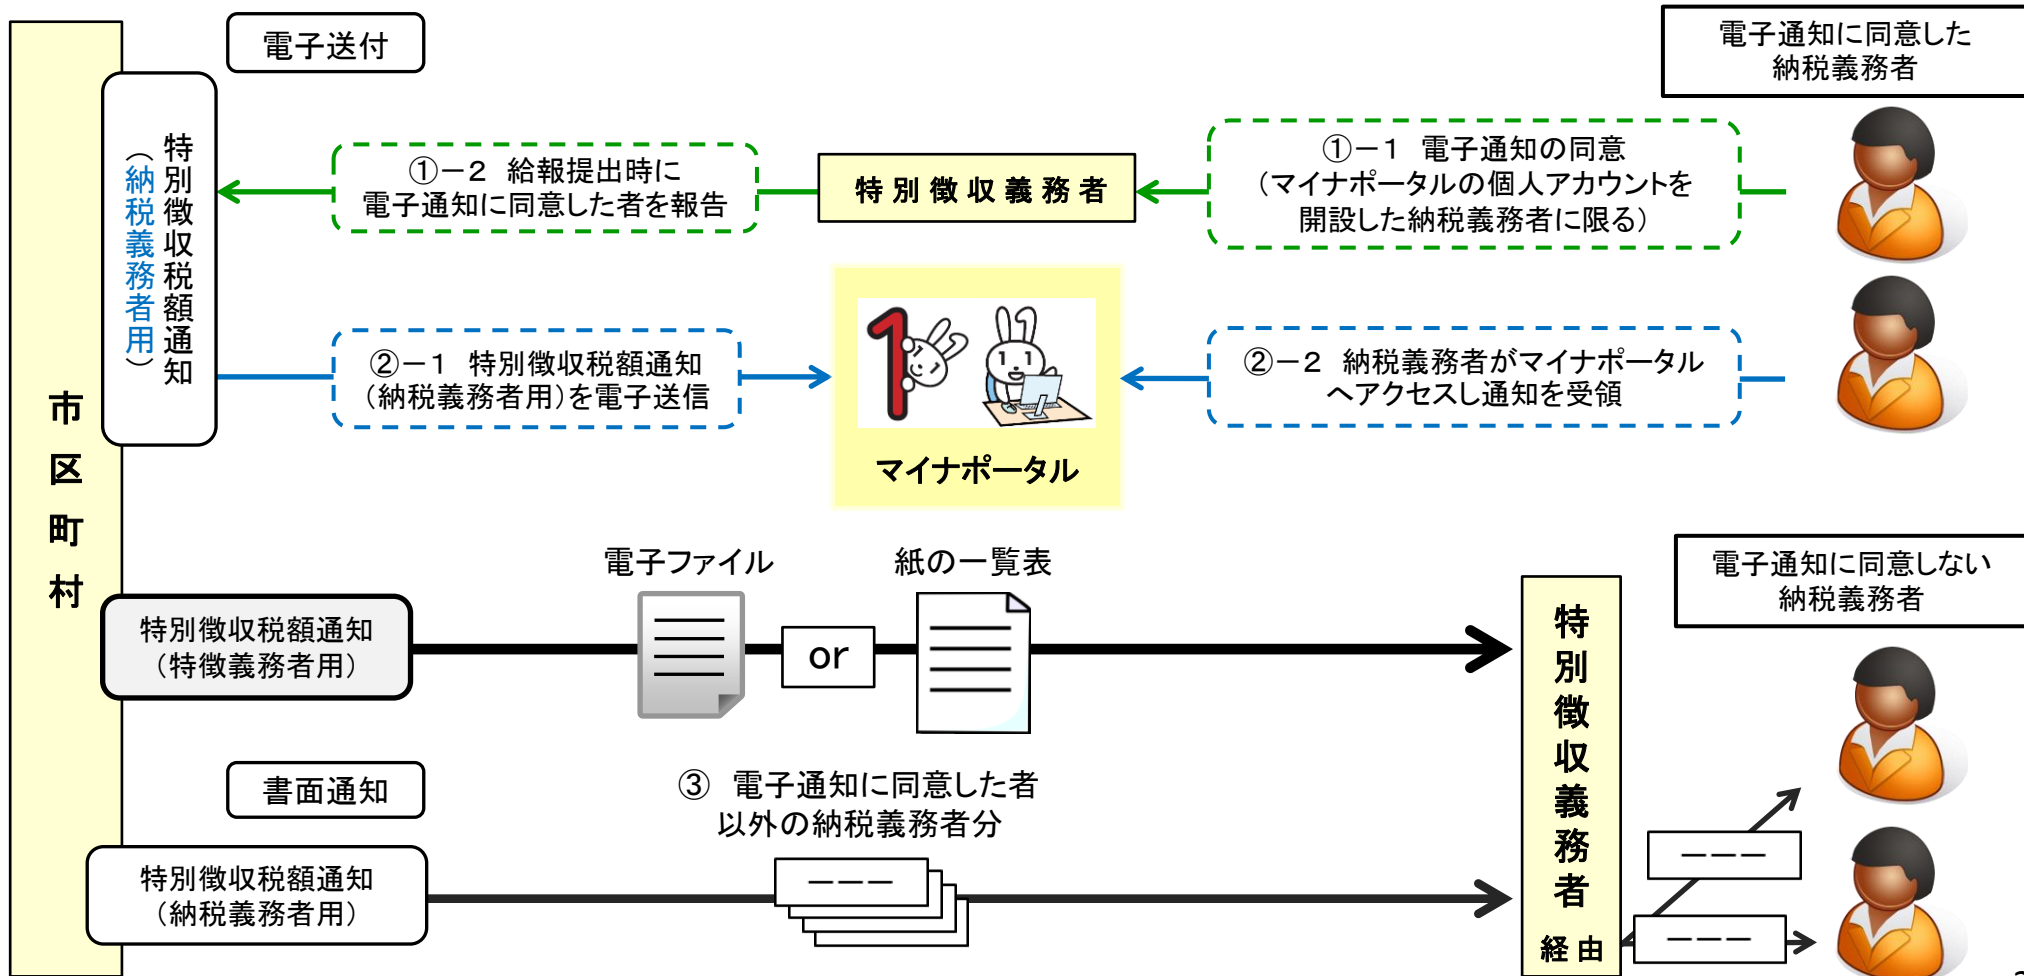 電子送付
電子通知に同意した
納税義務者
特別徴収税額通知
（納税義務者用）
①－２ 給報提出時に
電子通知に同意した者を報告
特別徴収義務者
①－１ 電子通知の同意
（マイナポータルの個人アカウントを
開設した納税義務者に限る）
②－１ 特別徴収税額通知
（納税義務者用）を電子送信
マイナポータル
②－２ 納税義務者がマイナポータル
へアクセスし通知を受領
市区町村
電子ファイル
紙の一覧表
電子通知に同意しない
納税義務者
特別徴収税額通知
（特徴義務者用）
or
特別徴収義務者
経由
書面通知
③ 電子通知に同意した者
以外の納税義務者分
特別徴収税額通知
（納税義務者用）
ーーー
ーーー
ーーー